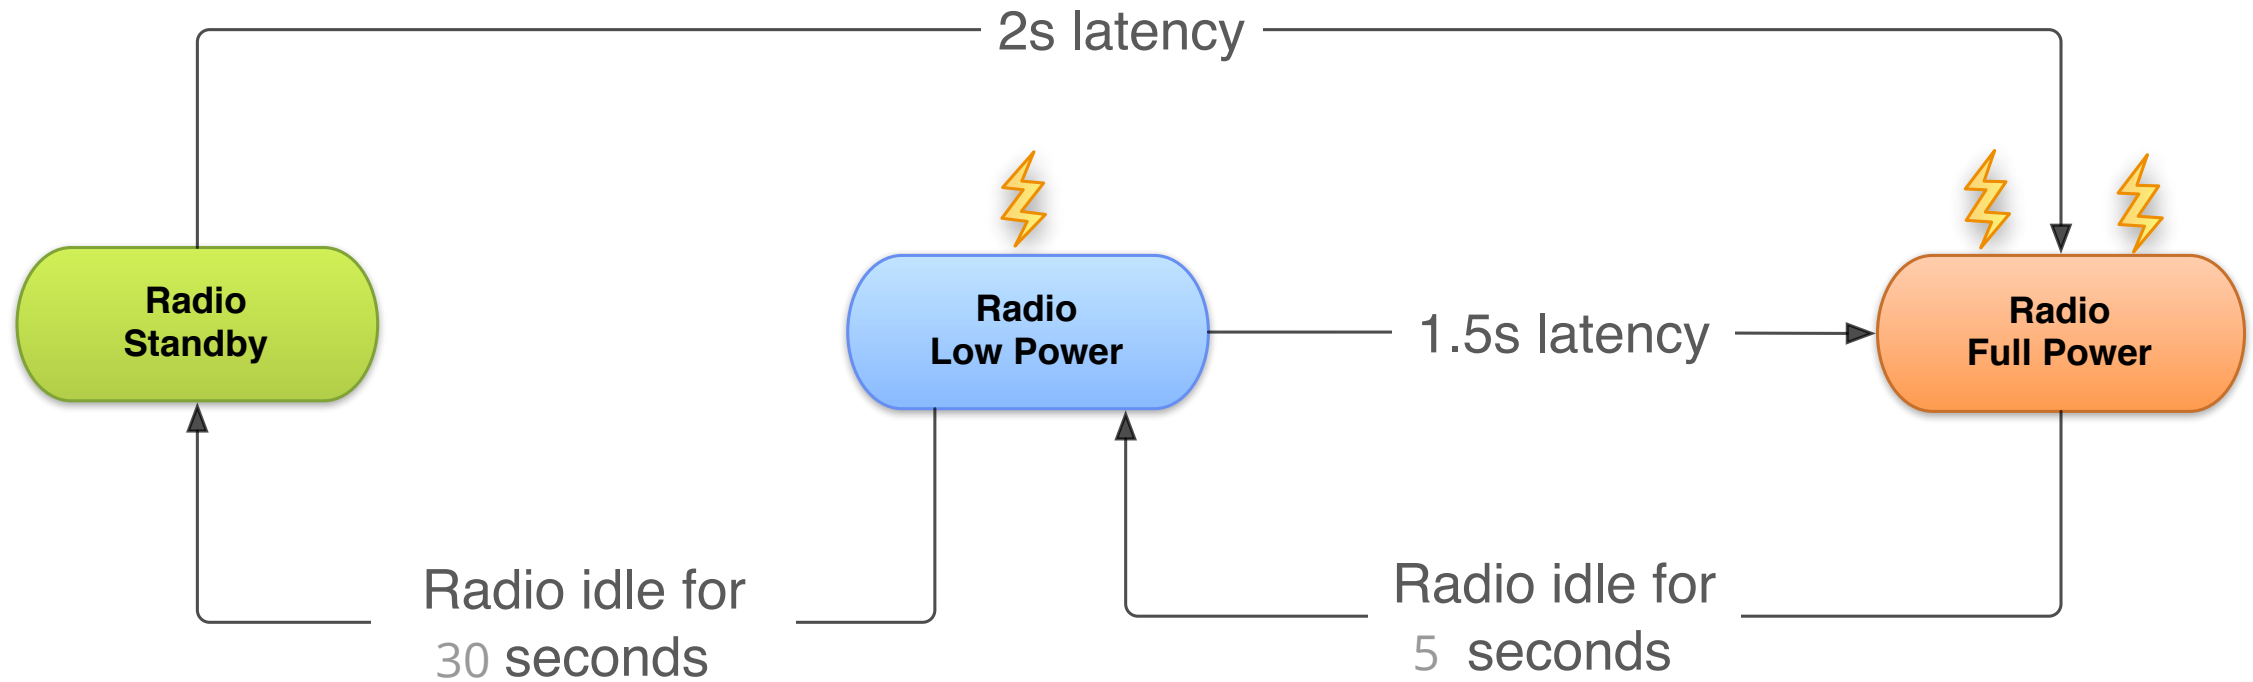 2s latency
Radio
Standby
Radio
Low Power
1.5s latency
Radio
Full Power
Radio idle for
30 seconds
Radio idle for
5 seconds